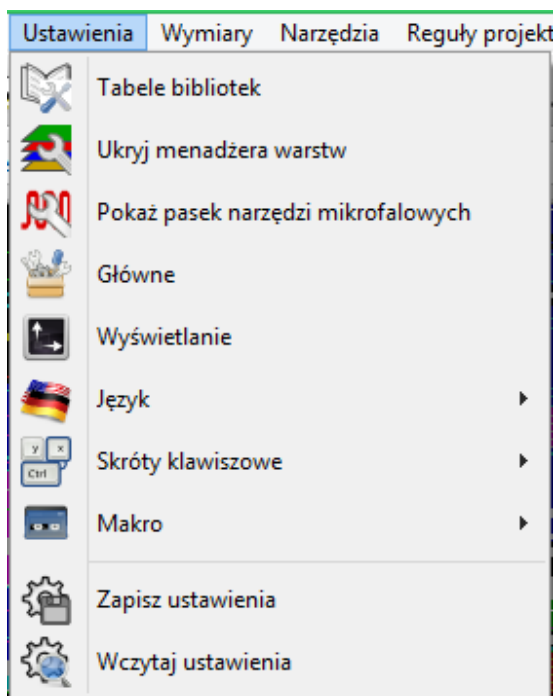 Ustawienia Wymiary Narzędzia Reguły projekt
Tabele bibliotek
Ukryj menadżera warstw
Pokaż pasek narzędzi mikrofalowych
Główne
Wyświetlanie
Język
y x
Ctrl
Skróty klawiszowe
Makro
Zapisz ustawienia
Wczytaj ustawienia